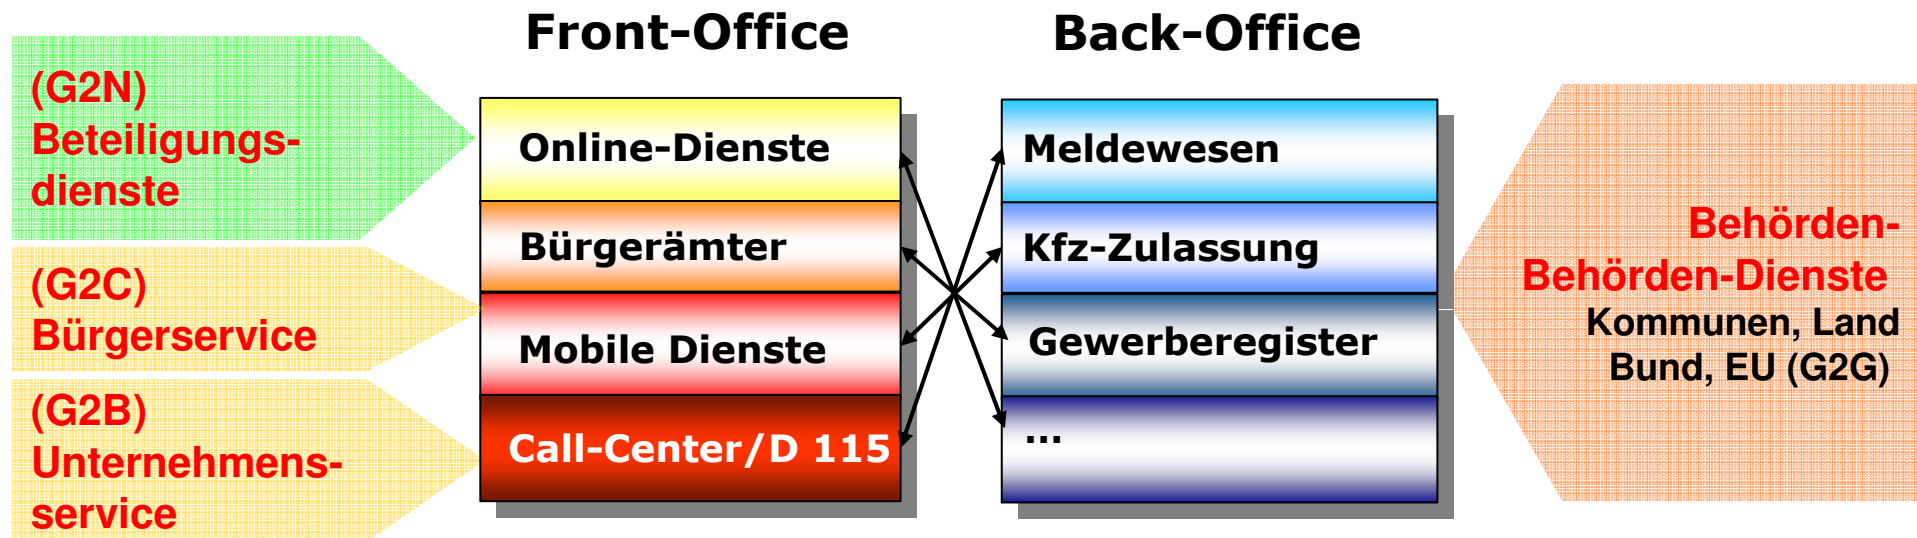 Front-Office
Back-Office
(G2N)
Beteiligungs-
dienste
(G2C)
Bürgerservice
(G2B)
Unternehmens-
service
Online-Dienste
Bürgerämter
Mobile Dienste
Call-Center/D 115
Meldewesen
Kfz-Zulassung
Gewerberegister
...
Behörden-
Behörden-Dienste
Kommunen, Land
Bund, EU (G2G)